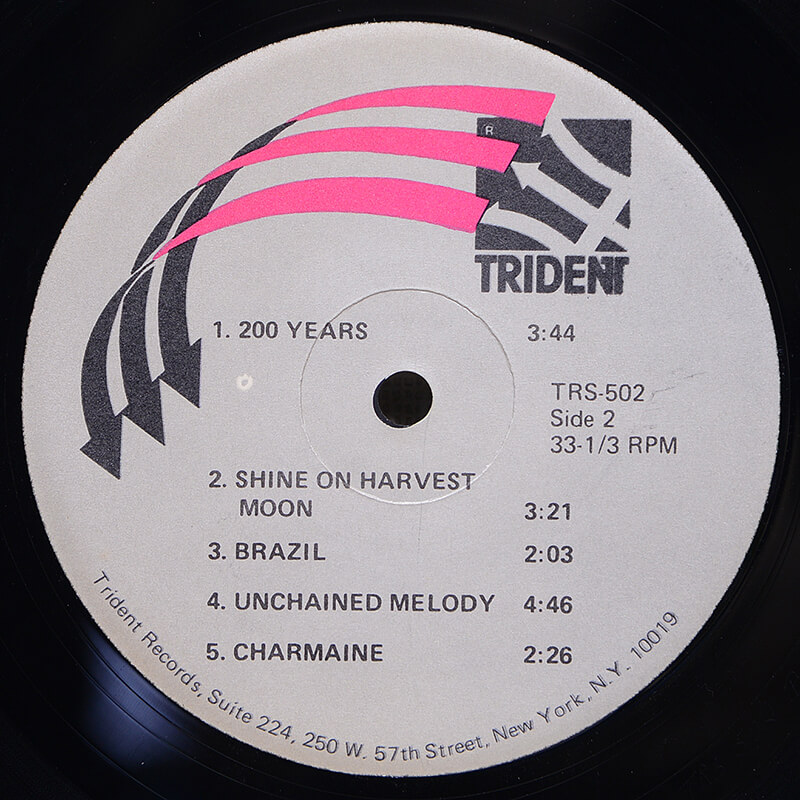 R
TRIDENT
1. 200 YEARS 3:44
TRS-502
Side 2
33-1/3 RPM
2. SHINE ON HARVEST
MOON 3:21
3. BRAZIL 2:03
4. UNCHAINED MELODY 4:46
5. CHARMAINE 2:26
Trident Records, Suite 224, 250 W. 57th Street, New York, N.Y. 10019